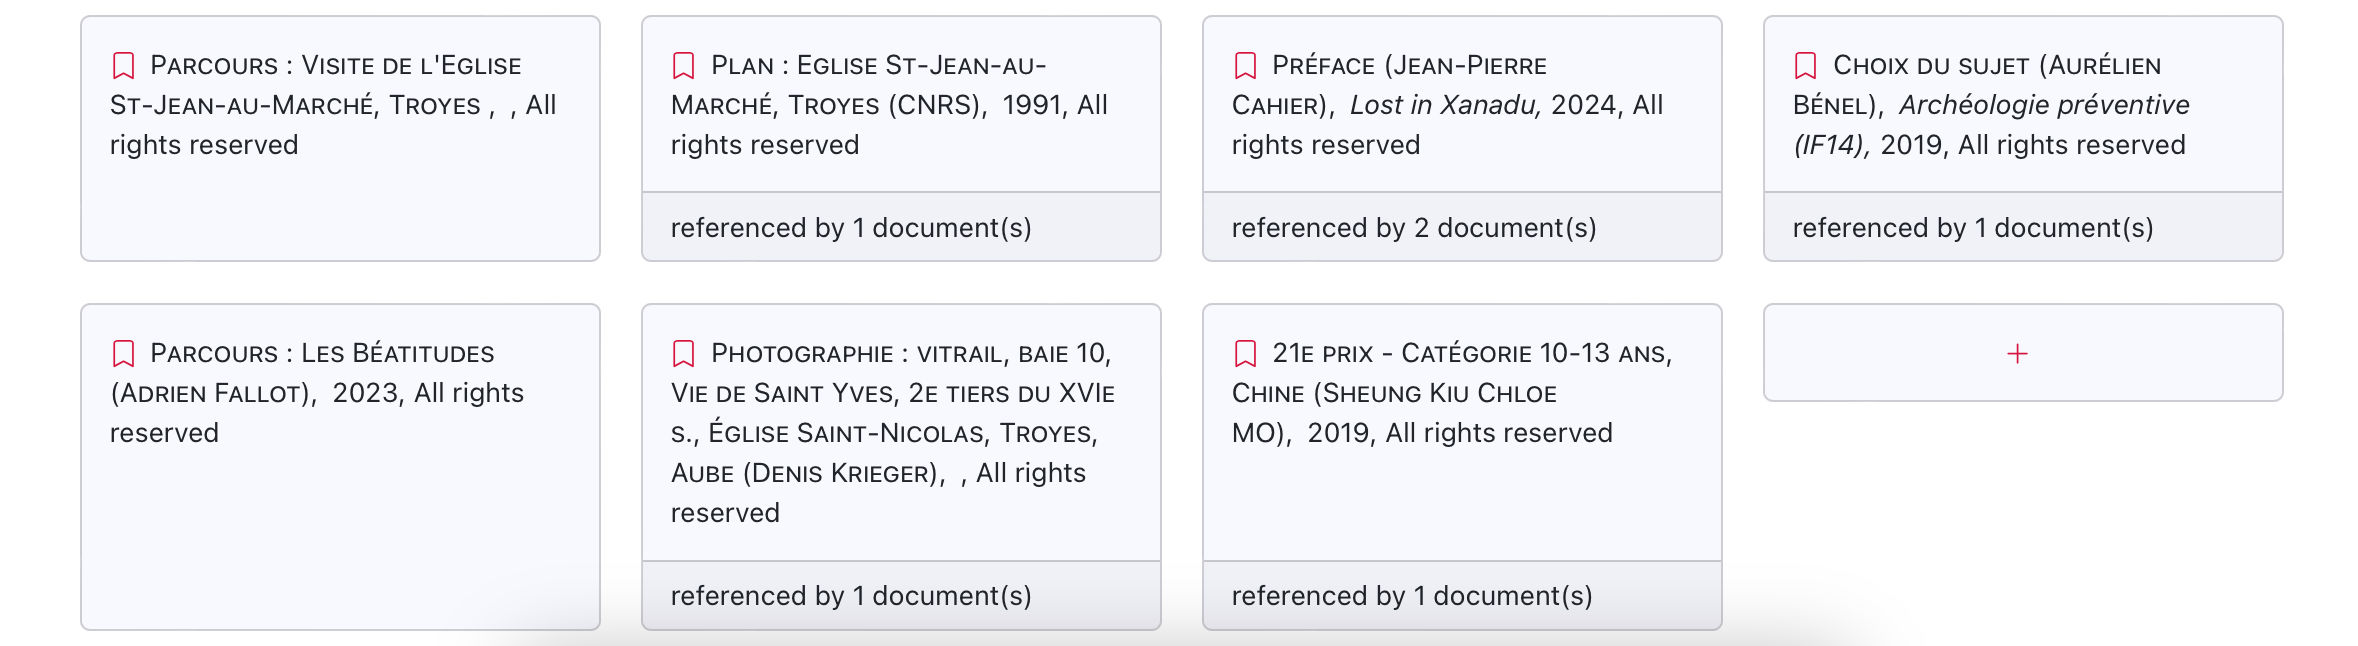 Parcours : Visite de l'Eglise
St-Jean-au-Marché, Troyes , , All
rights reserved
Plan : Eglise St-Jean-au-
Marché, Troyes (CNRS), 1991, All
rights reserved
referenced by 1 document(s)
Préface (Jean-Pierre
Cahier), Lost in Xanadu, 2024, All
rights reserved
referenced by 2 document(s)
Choix du sujet (Aurélien
Bénel), Archéologie préventive
(IF14), 2019, All rights reserved
referenced by 1 document(s)
Parcours : Les Béatitudes
(Adrien Fallot), 2023, All rights
reserved
Photographie : vitrail, baie 10,
Vie de Saint Yves, 2e tiers du XVIe
s., Église Saint-Nicolas, Troyes,
Aube (Denis Krieger), , All rights
reserved
referenced by 1 document(s)
21e prix - Catégorie 10-13 ans,
Chine (Sheung Kiu Chloe
MO), 2019, All rights reserved
referenced by 1 document(s)
+